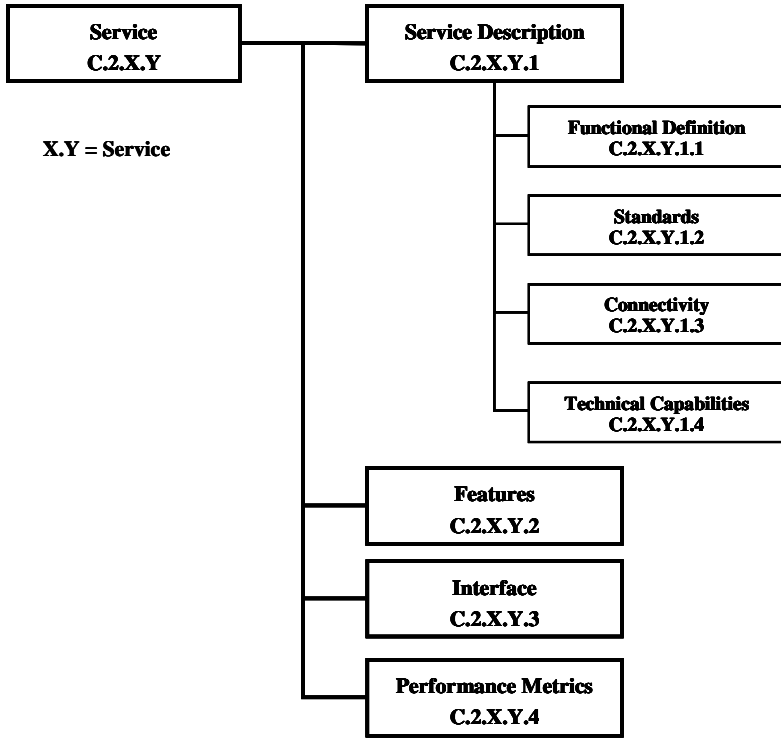 Service
C.2.X.Y
Service Description
C.2.X.Y.1
X.Y = Service
Functional Definition
C.2.X.Y.1.1
Standards
C.2.X.Y.1.2
Connectivity
C.2.X.Y.1.3
Technical Capabilities
C.2.X.Y.1.4
Features
C.2.X.Y.2
Interface
C.2.X.Y.3
Performance Metrics
C.2.X.Y.4